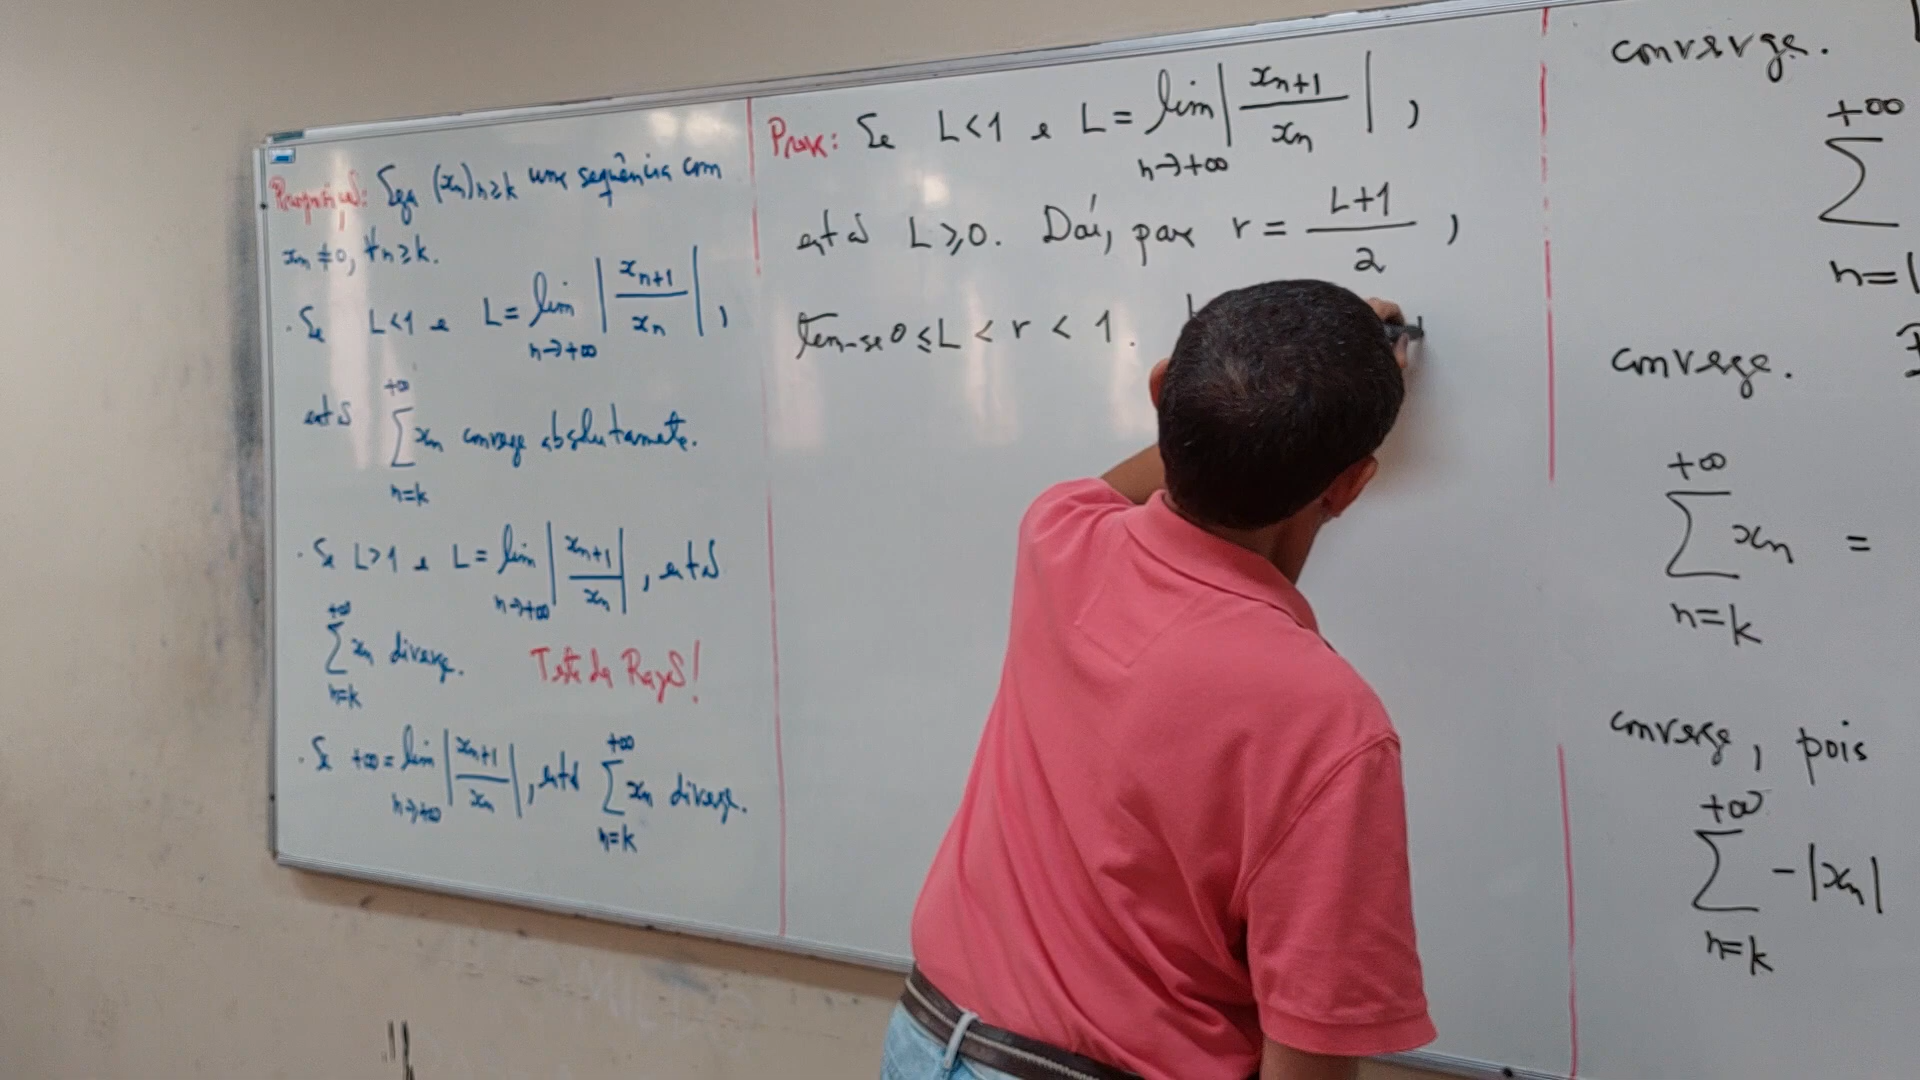 Proposição: Seja (xn)n≥k uma sequência com
xn ≠ 0, ∀n ≥ k.
· Se L<1 e L = lim n→+∞ |xn+1/xn|,
então ∑ n=k +∞ xn converge absolutamente.
· Se L>1 e L = lim n→+∞ |xn+1/xn|, então
∑ n=k +∞ xn diverge. Teste da Razão!
· Se +∞ = lim n→+∞ |xn+1/xn|, então ∑ n=k +∞ xn diverge.
Prova: Se L<1 e L = lim n→+∞ |xn+1/xn|,
então L ≥ 0. Daí, para r = L+1/2,
tem-se 0 ≤ L < r < 1.
converge.
+∞
∑
n=1
converge.
+∞
∑ xn =
n=k
converge, pois
+∞
∑ -|xn|
n=k